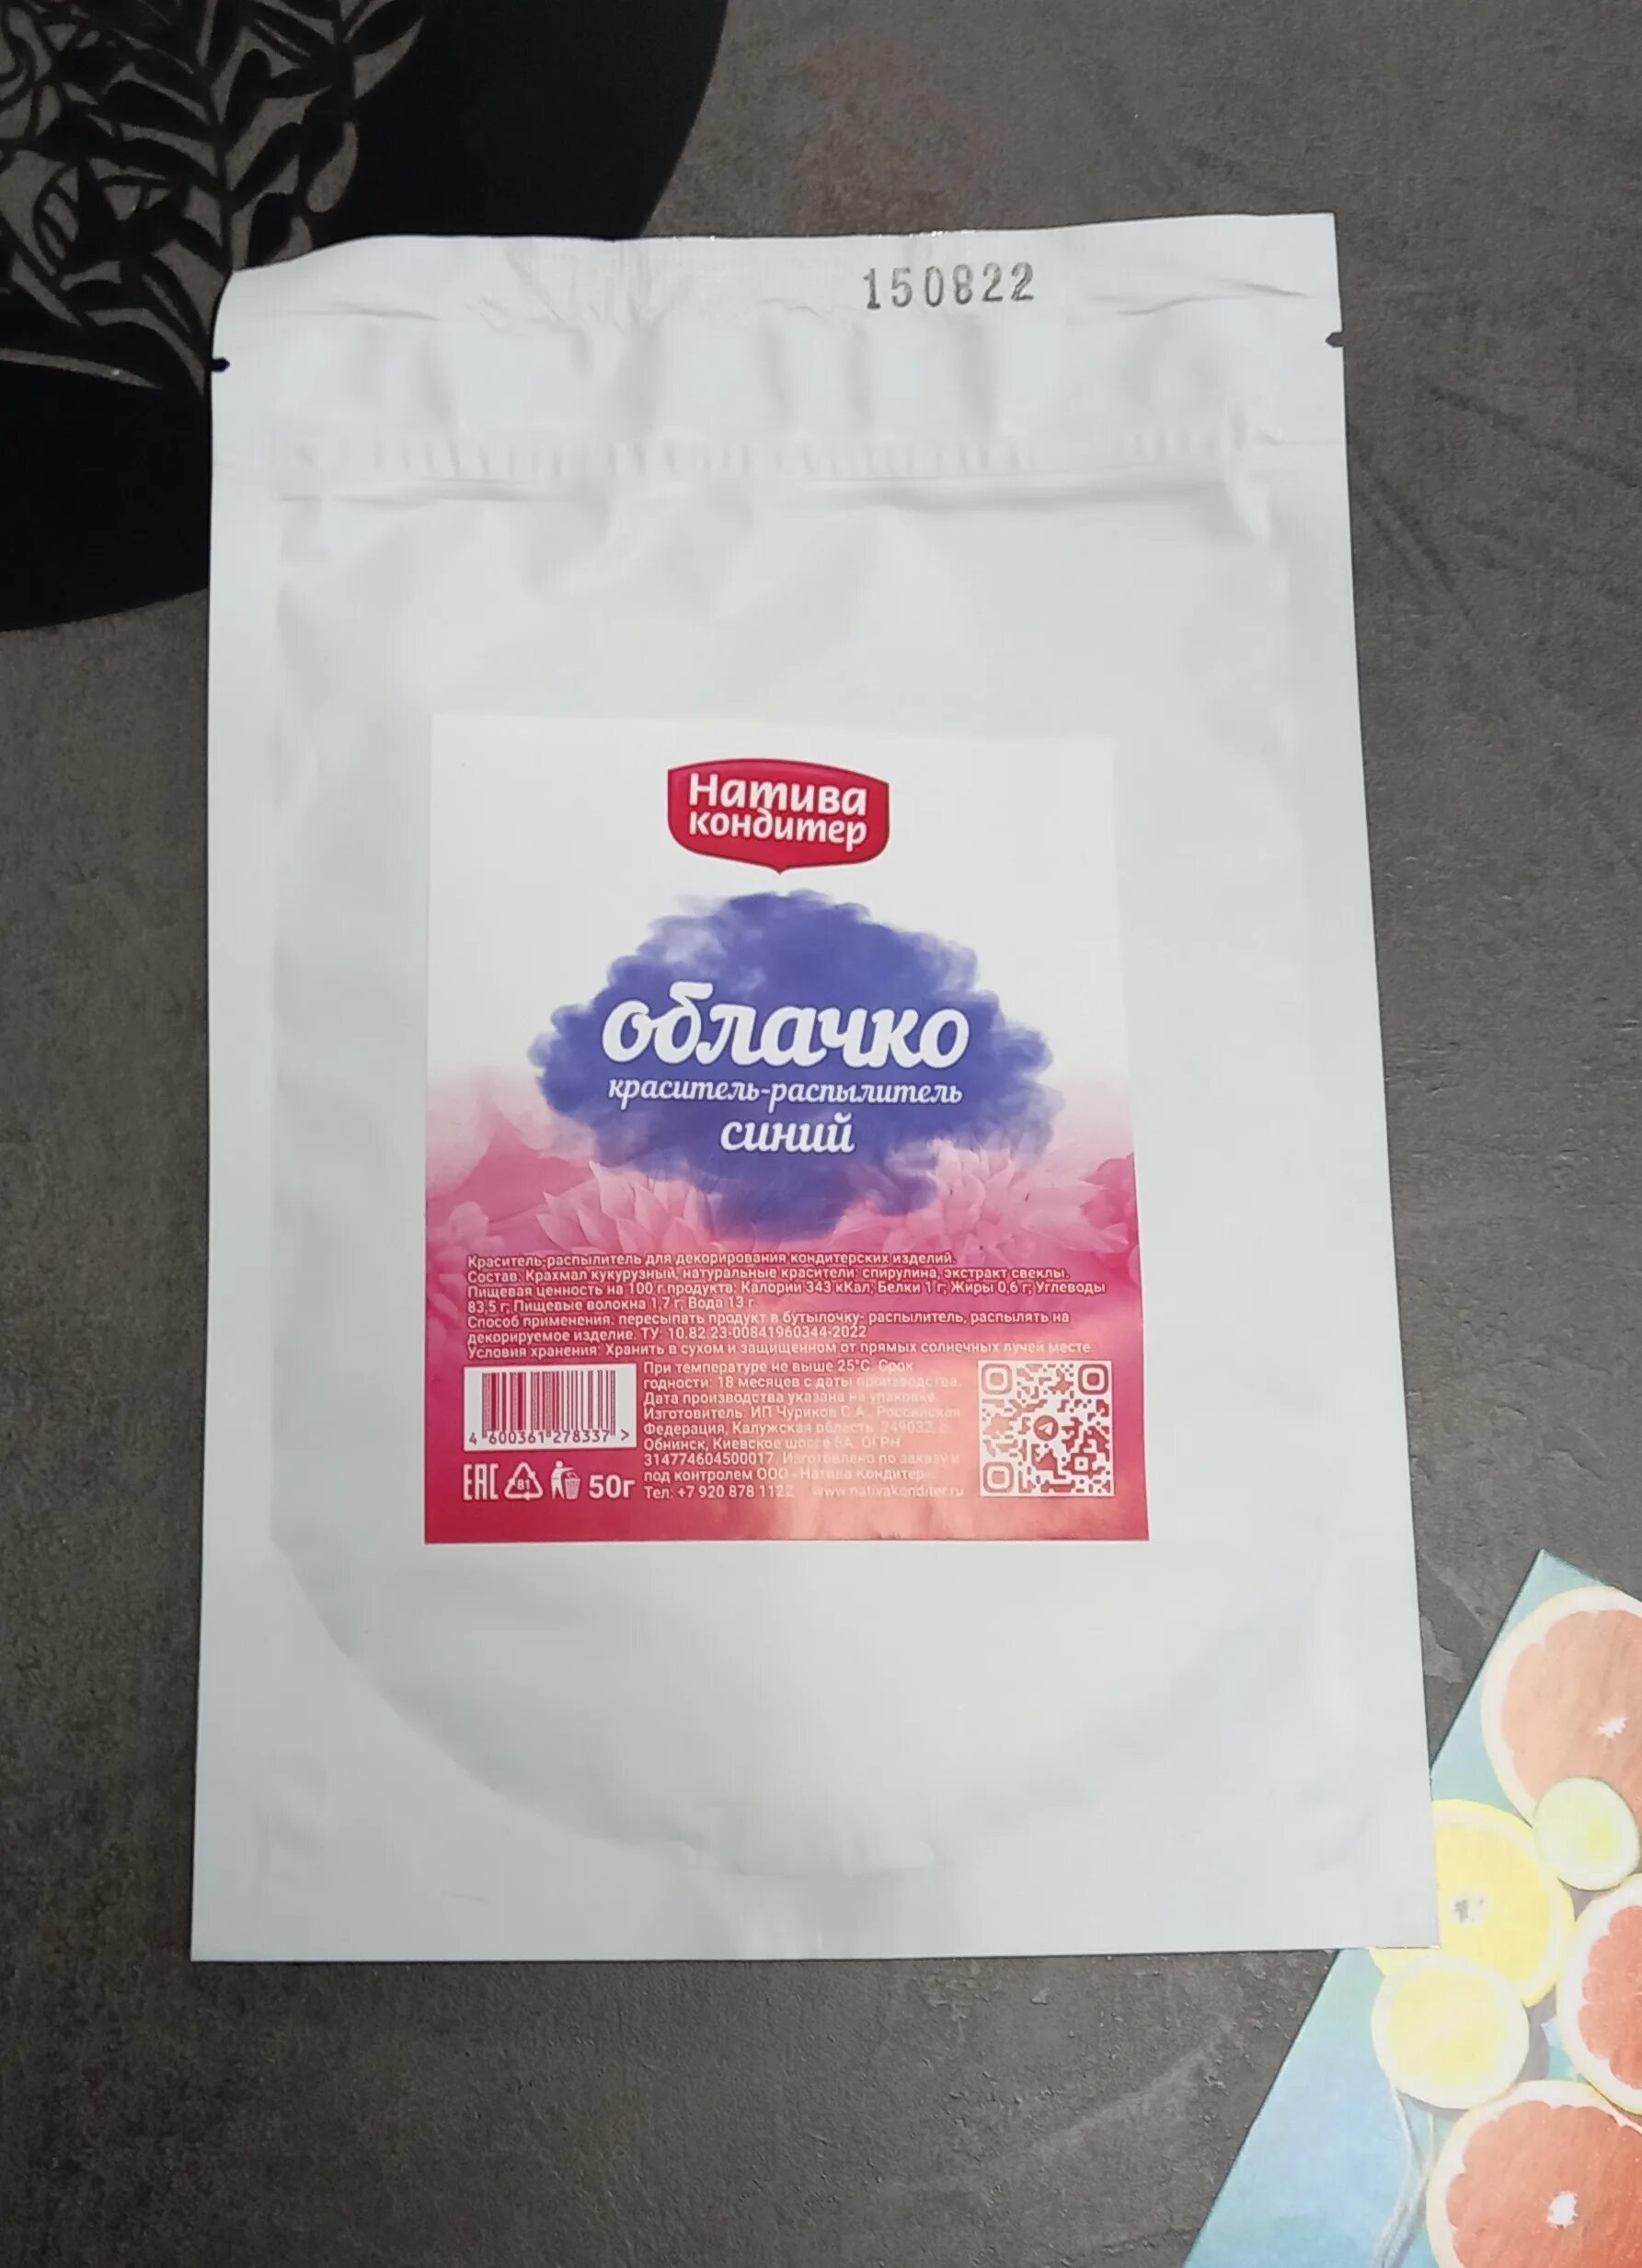 150822
Натива
кондитер
облачко
краситель-распылитель
синий
Краситель-распылитель для декорирования кондитерских изделий.
Состав: Крахмал кукурузный, натуральные красители: спирулина, экстракт свеклы.
Пищевая ценность на 100 г продукта: Калории 343 кКал; Белки 1 г; Жиры 0,6 г; Углеводы
83,5 г; Пищевые волокна 1,7 г; Вода 13 г
Способ применения: пересыпать продукт в бутылочку- распылитель, распылять на
декорируемое изделие. ТУ 10.82.23-00841960344-2022
Условия хранения: Хранить в сухом и защищенном от прямых солнечных лучей месте
При температуре не выше 25°С. Срок
годности: 18 месяцев с даты производства.
Дата производства указана на упаковке
Изготовитель: ИП Чуриков С.А., Российская
Федерация, Калужская область, 249032, г.
Обнинск, Киевское шоссе 5А, ОГРН
314774604500017. Изготовлено по заказу и
под контролем ООО «Натива Кондитер»
Тел: +7 920 878 1122 www.nativakonditer.ru
4 600361 278337 >
EAC 81 50г